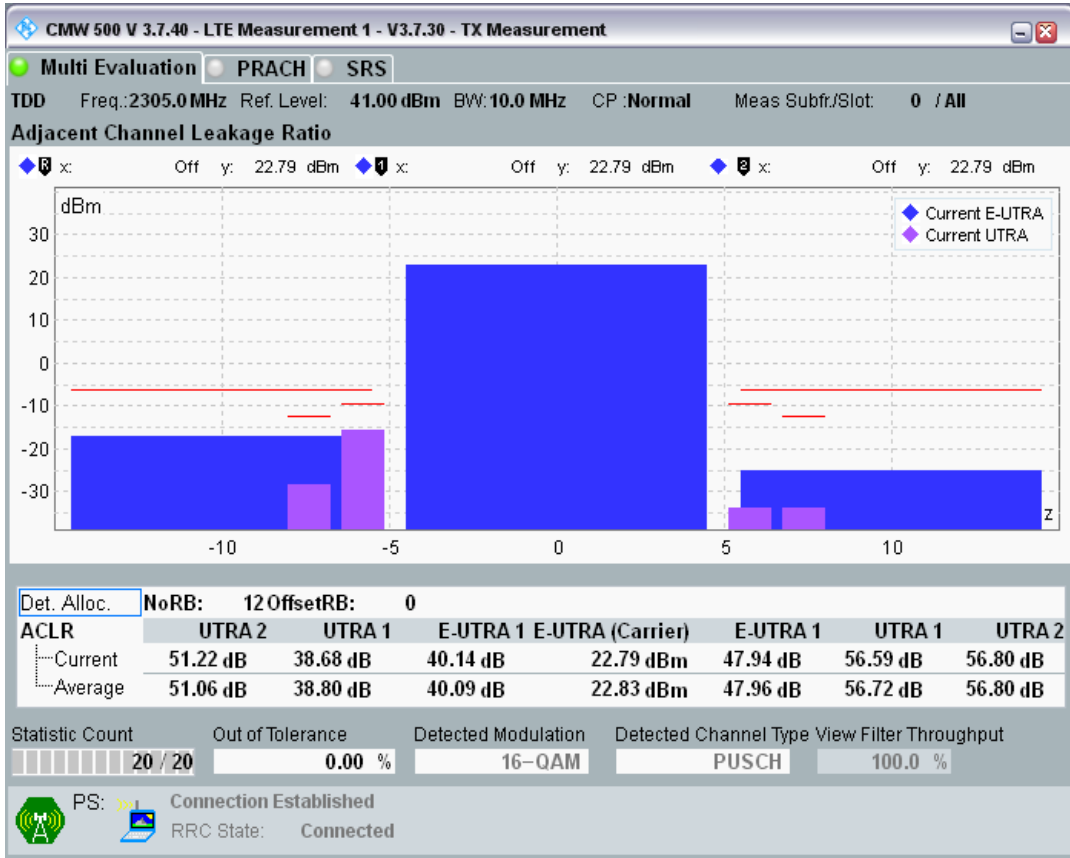 CMW 500 V 3.7.40 - LTE Measurement 1 - V3.7.30 - TX Measurement
Multi Evaluation PRACH SRS
TDD Freq.:2305.0 MHz Ref. Level: 41.00 dBm BW: 10.0 MHz CP :Normal Meas Subfr./Slot: 0 / All
Adjacent Channel Leakage Ratio
R x: Off y: 22.79 dBm 1 x: Off y: 22.79 dBm 2 x: Off y: 22.79 dBm
dBm
Current E-UTRA
Current UTRA
30
20
10
0
-10
-20
-30
Z
-10 -5 0 5 10
Det. Alloc. NoRB: 12 OffsetRB: 0
ACLR UTRA 2 UTRA 1 E-UTRA 1 E-UTRA (Carrier) E-UTRA 1 UTRA 1 UTRA 2
Current 51.22 dB 38.68 dB 40.14 dB 22.79 dBm 47.94 dB 56.59 dB 56.80 dB
Average 51.06 dB 38.80 dB 40.09 dB 22.83 dBm 47.96 dB 56.72 dB 56.80 dB
Statistic Count Out of Tolerance Detected Modulation Detected Channel Type View Filter Throughput
20 / 20 0.00 % 16-QAM PUSCH 100.0 %
PS: Connection Established
RRC State: Connected